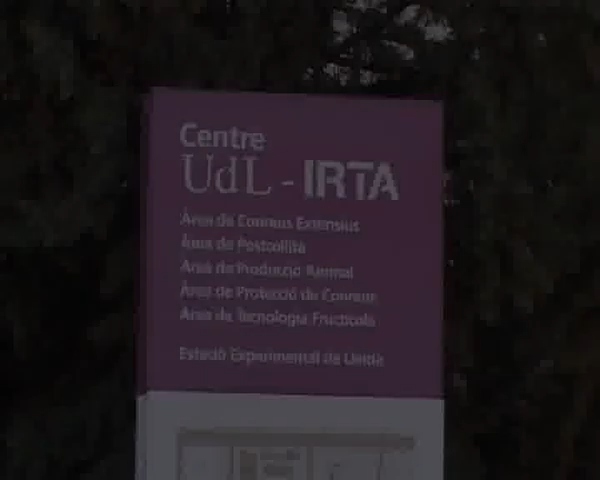 Centre
UdL - IRTA
Àrea de Conreus Extensius
Àrea de Postcollita
Àrea de Producció Animal
Àrea de Protecció de Conreus
Àrea de Tecnologia Frutícola
Estació Experimental de Lleida